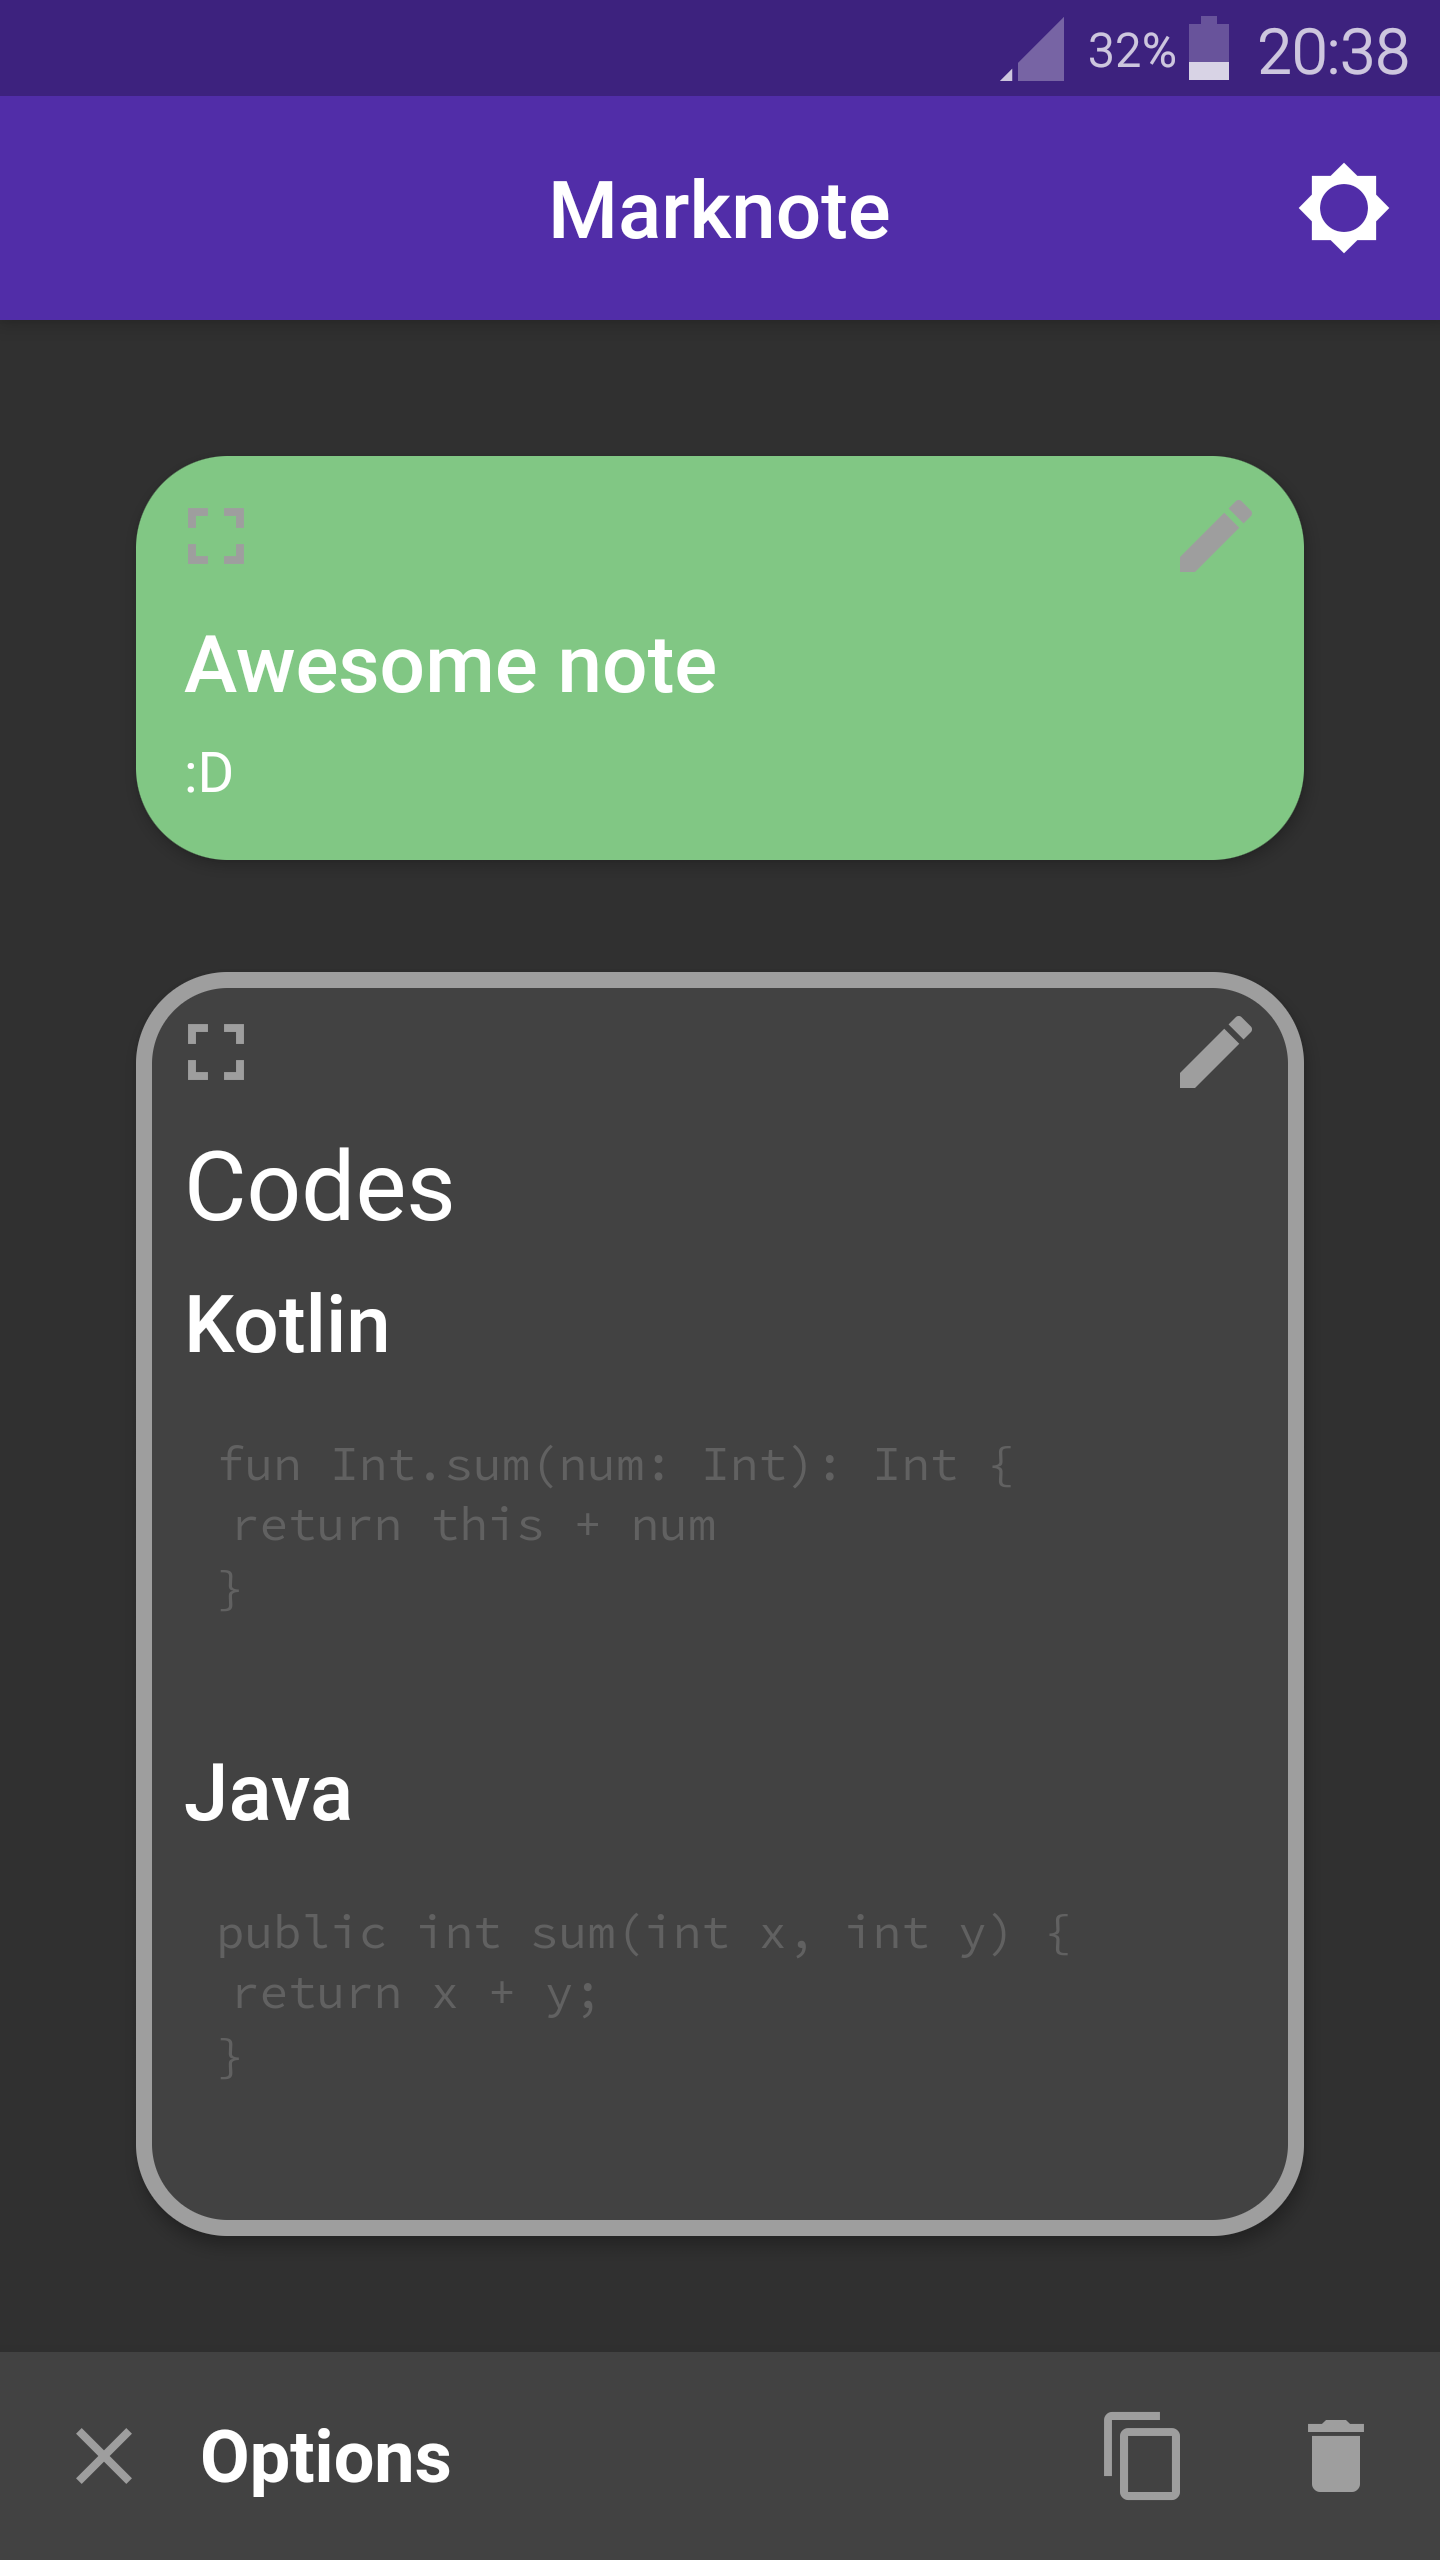 32% 20:38
Marknote
Awesome note
:D
Codes
Kotlin
fun Int.sum(num: Int): Int {
return this + num
}
Java
public int sum(int x, int y) {
return x + y;
}
Options